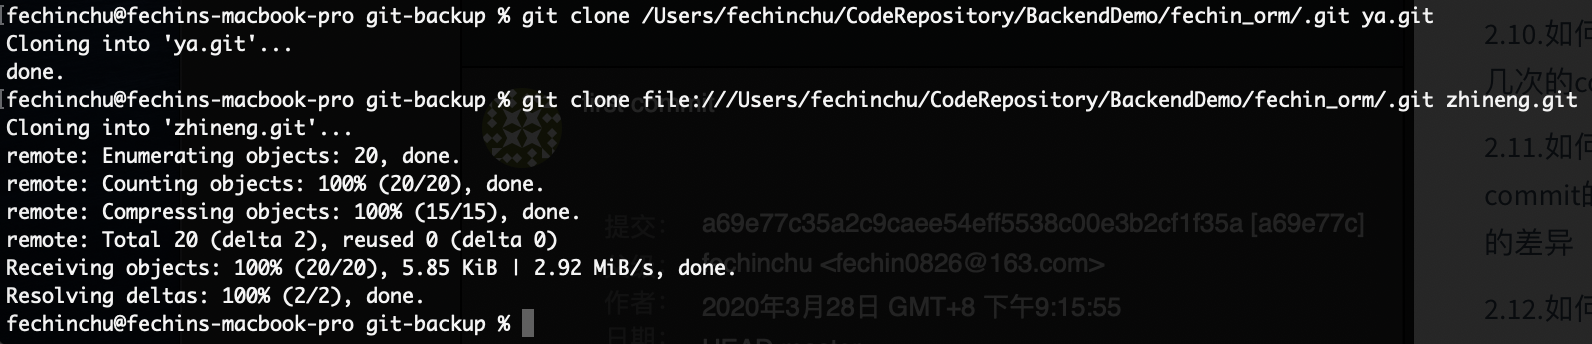 [fechinchu@fechins-macbook-pro git-backup % git clone /Users/fechinchu/CodeRepository/BackendDemo/fechin_orm/.git ya.git
Cloning into 'ya.git'...
done.
[fechinchu@fechins-macbook-pro git-backup % git clone file:///Users/fechinchu/CodeRepository/BackendDemo/fechin_orm/.git zhineng.git
Cloning into 'zhineng.git'...
remote: Enumerating objects: 20, done.
remote: Counting objects: 100% (20/20), done.
remote: Compressing objects: 100% (15/15), done.
remote: Total 20 (delta 2), reused 0 (delta 0)
Receiving objects: 100% (20/20), 5.85 KiB | 2.92 MiB/s, done.
Resolving deltas: 100% (2/2), done.
fechinchu@fechins-macbook-pro git-backup %
first commit
提交: a69e77c35a2c9caee54eff5538c00e3b2cf1f35a [a69e77c]
fechinchu <fechin0826@163.com>
作者:
2020年3月28日 GMT+8 下午9:15:55
日期:
2.10.如何
几次的co
2.11.如何
commit的
的差异
2.12.如何